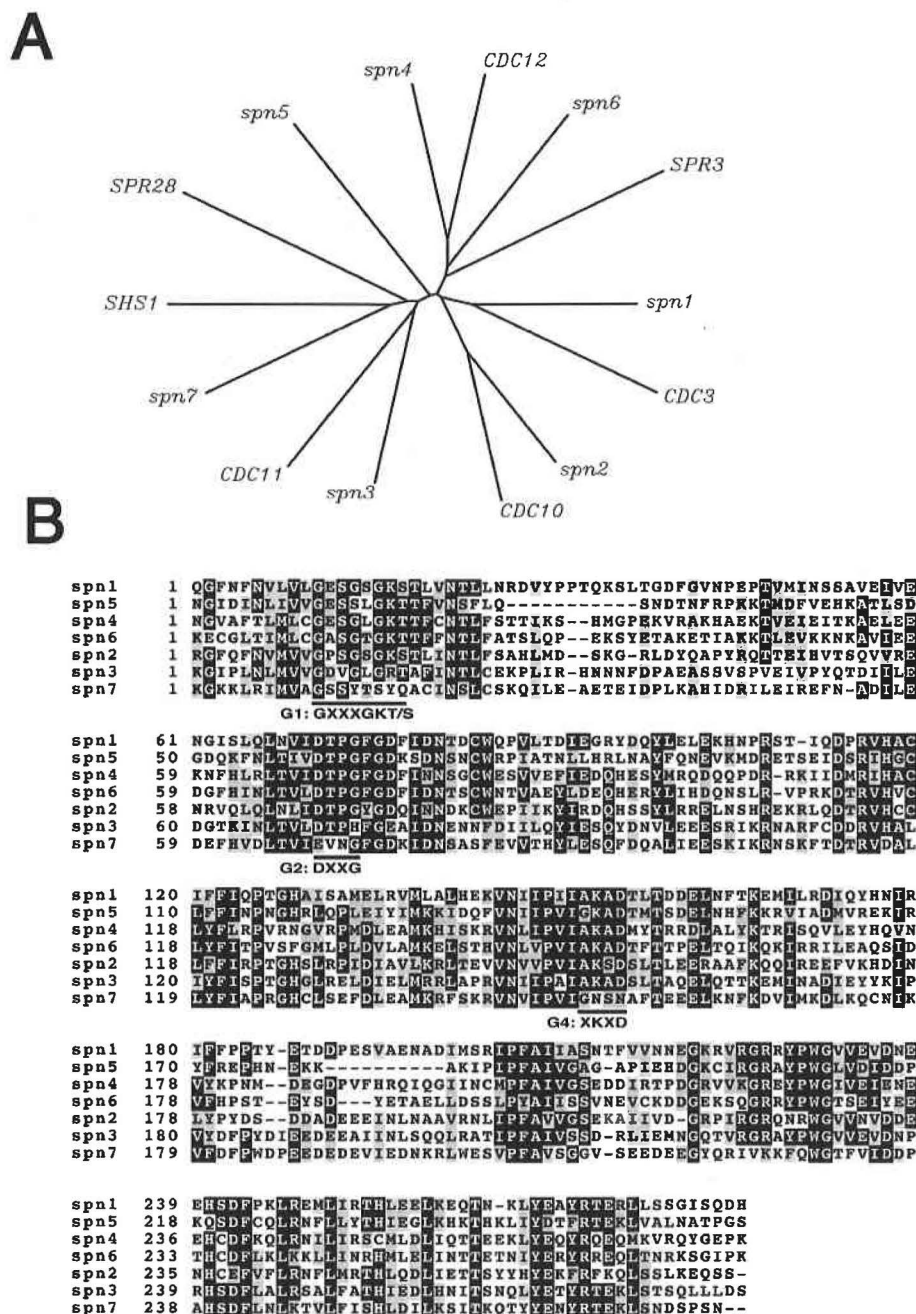 A
CDC12
spn4
spn6
spn5
SPR3
SPR28
SHS1
spn1
spn7
CDC3
CDC11
spn2
spn3
CDC10
B
spn1 1 QGFNFNVLVLGESGSGKSTLVNTLLNRDVYPPTQKSLTGDFGVNPEPTVMINSSAVEIVE
spn5 1 NGIDINLIVVGESSLGKTTFVNSFLQ-----------SNDTNFRPKKTMDFVEHKATLSD
spn4 1 NGVAFTLMLCGESGLGKTTFCNTLFSTTIKS--HMGPEKVRAKHAEKTVEIEITKAELEE
spn6 1 KECGLTIMLCGASGTGKTTFFNTLFATSLQP--EKSYETAKETIAKKTLEVKKNKAVIEE
spn2 1 RGFQFNVMVVGPSGSGKSTLINTLFSAHLMD--SKG-RLDYQAPYRQTTEIHVTSQVVRE
spn3 1 KGIPLNLMVVGDVGLGRTAFINTLCEKPLIR-HNNNFDPAEASSVSPVEIVPYQTDIILE
spn7 1 KGKKLRIMVAGSSYTSYQACINSLCSKQILE-AETEIDPLKAHIDRILEIREFN-ADILE
G1: GXXXGKT/S
spn1 61 NGISLQLNVIDTPGFGDFIDNTDCWQPVLTDIEGRYDQYLELEKHNPRST-IQDPRVHAC
spn5 50 GDQKFNLTIVDTPGFGDKSDNSNCWRPIATNLLHRLNAYFQNEVKMDRETSEIDSRIHGC
spn4 59 KNFHLRLTVIDTPGFGDFINNSGCWESVVEFIEDQHESYMRQDQQPDR-RKIIDMRIHAC
spn6 59 DGFHINLTVLDTPGFGDFIDNTSCWNTVAEYLDEQHERYLIHDQNSLR-VPRKDTRVHVC
spn2 58 NRVQLQLNLIDTPGYGDQINNDKCWEPIIKYIRDQHSSYLRRELNSHREKRLQDTRVHCC
spn3 60 DGTKINLTVLDTPHFGEAIDNENNFDIILQYIESQYDNVLEEESRIKRNARFCDDRVHAL
spn7 59 DEFHVDLTVIEVNGFGDKIDNSASFEVVTHYLESQFDQALIEESKIKRNSKFTDTRVDAL
G2: DXXG
spn1 120 IFFIQPTGHAISAMELRVMLALHEKVNIIPIIAKADTLTDDELNFTKEMILRDIQYHNIR
spn5 110 LFFINPNGHRLQPLEIYIMKKIDQFVNIIPVIGKADTMTSDELNHFKKRVIADMVREKIR
spn4 118 LYFLRPVRNGVRPMDLEAMKHISKRVNLIPVIAKADMYTRRDLALYKTRISQVLEYHQVN
spn6 118 LYFITPVSFGMLPLDVLAMKELSTHVNLVPVIAKADTFTTPELTQIKQKIRRILEAQSID
spn2 118 LFFIRPTGHSLRPIDIAVLKRLTEVVNVVPVIAKSDSLTLEERAAFKQQIREEFVKHDIN
spn3 120 IYFISPTGHGLRELDIELMRRLAPRVNIIPAIAKADSLTAQELQTTKEMINADIEYYKIP
spn7 119 LYFIAPRGHCLSEFDLEAMKRFSKRVNVIPVIGNSNAFTEEELKNFKDVIMKDLKQCNIK
G4: XKXD
spn1 180 IFFPPTY-ETDDPESVAENADIMSRIPFAIIASNTFVVNNEGKRVRGRRYPWGVVEVDNE
spn5 170 YFREPHN-EKK-----------AKIPIPFAIVGAG-APIEHDGKCIRGRAYPWGLVDIDDP
spn4 178 VYKPNM--DEGDPVFHRQIQGIINCMPFAIVGSEDDIRTPDGRVVKGREYPWGIVEIENE
spn6 178 VFHPST--EYSD---YETAELLDSSLPYAIISSVNEVCKDDGEKSQGRRYPWGTSEIYEE
spn2 178 LYPYDS--DDADEEEINLNAAVRNLIPFAVVGSEKAIIVD-GRPIRGRQNRWGVVNVDDE
spn3 180 VYDFPYDIEEDEEAIINLSQQLRATIPFAIVSSD-RLIEMNGQTVRGRAYPWGVVEVDNP
spn7 179 VFDFPWDPEEDEDEVIEDNKRLWESVPFAVSGGV-SEEDEEGYQRIVKKFQWGTFVIDDP
spn1 239 EHSDFPKLREMLIRTHLEELKEQTN-KLYEAYRTERLLSSGISQDH
spn5 218 KQSDFCQLRNFLLYTHIEGLKHKTHKLIYDTFRTEKLVALNATPGS
spn4 236 EHCDFKQLRNILIRSCMLDLIQTTEEKLYEQYRQEQMKVRQYGEPK
spn6 233 THCDFLKLKKLLINRHMLELINTTETNIYERYRREQLTNRKSGIPK
spn2 235 NHCEFVFLRNFLMRTHLQDLIETTSYYHYEKFRFKQLSSLKEQSS-
spn3 239 RHSDFLALRSALFATHIEDLHNITSNQLYETYRTEKLSTSQLLLDS
spn7 238 AHSDFLNLKTVLFISHLDILKSITKQTYYENYRTEKLSNDSPSN--